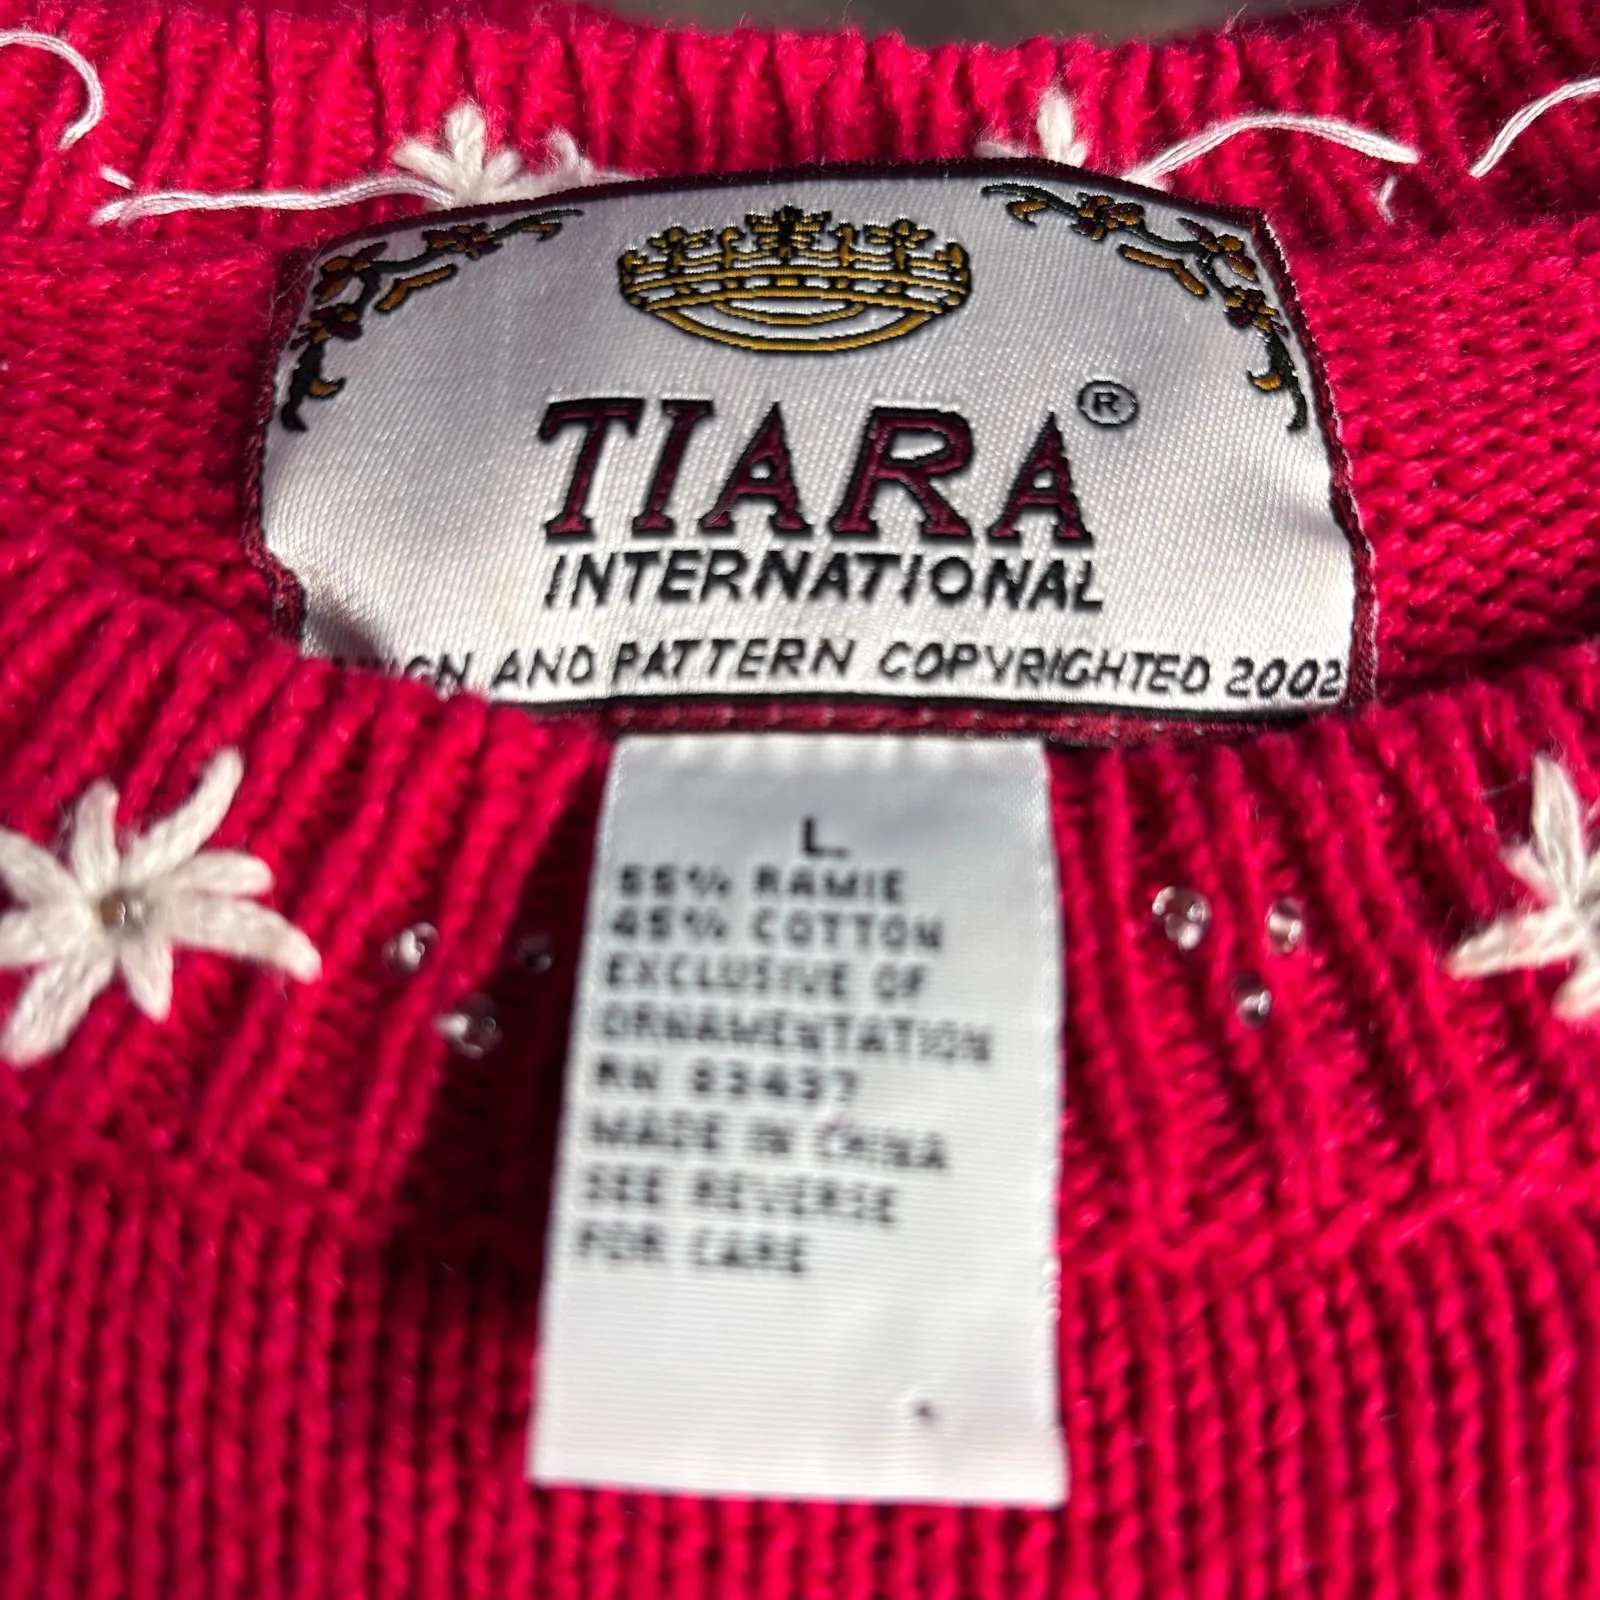 TIARA®
INTERNATIONAL
AND PATTERN COPYRIGHTED 2002
L
55% RAMIE
45% COTTON
EXCLUSIVE OF
ORNAMENTATION
RN 83437
MADE IN CHINA
SEE REVERSE
FOR CARE